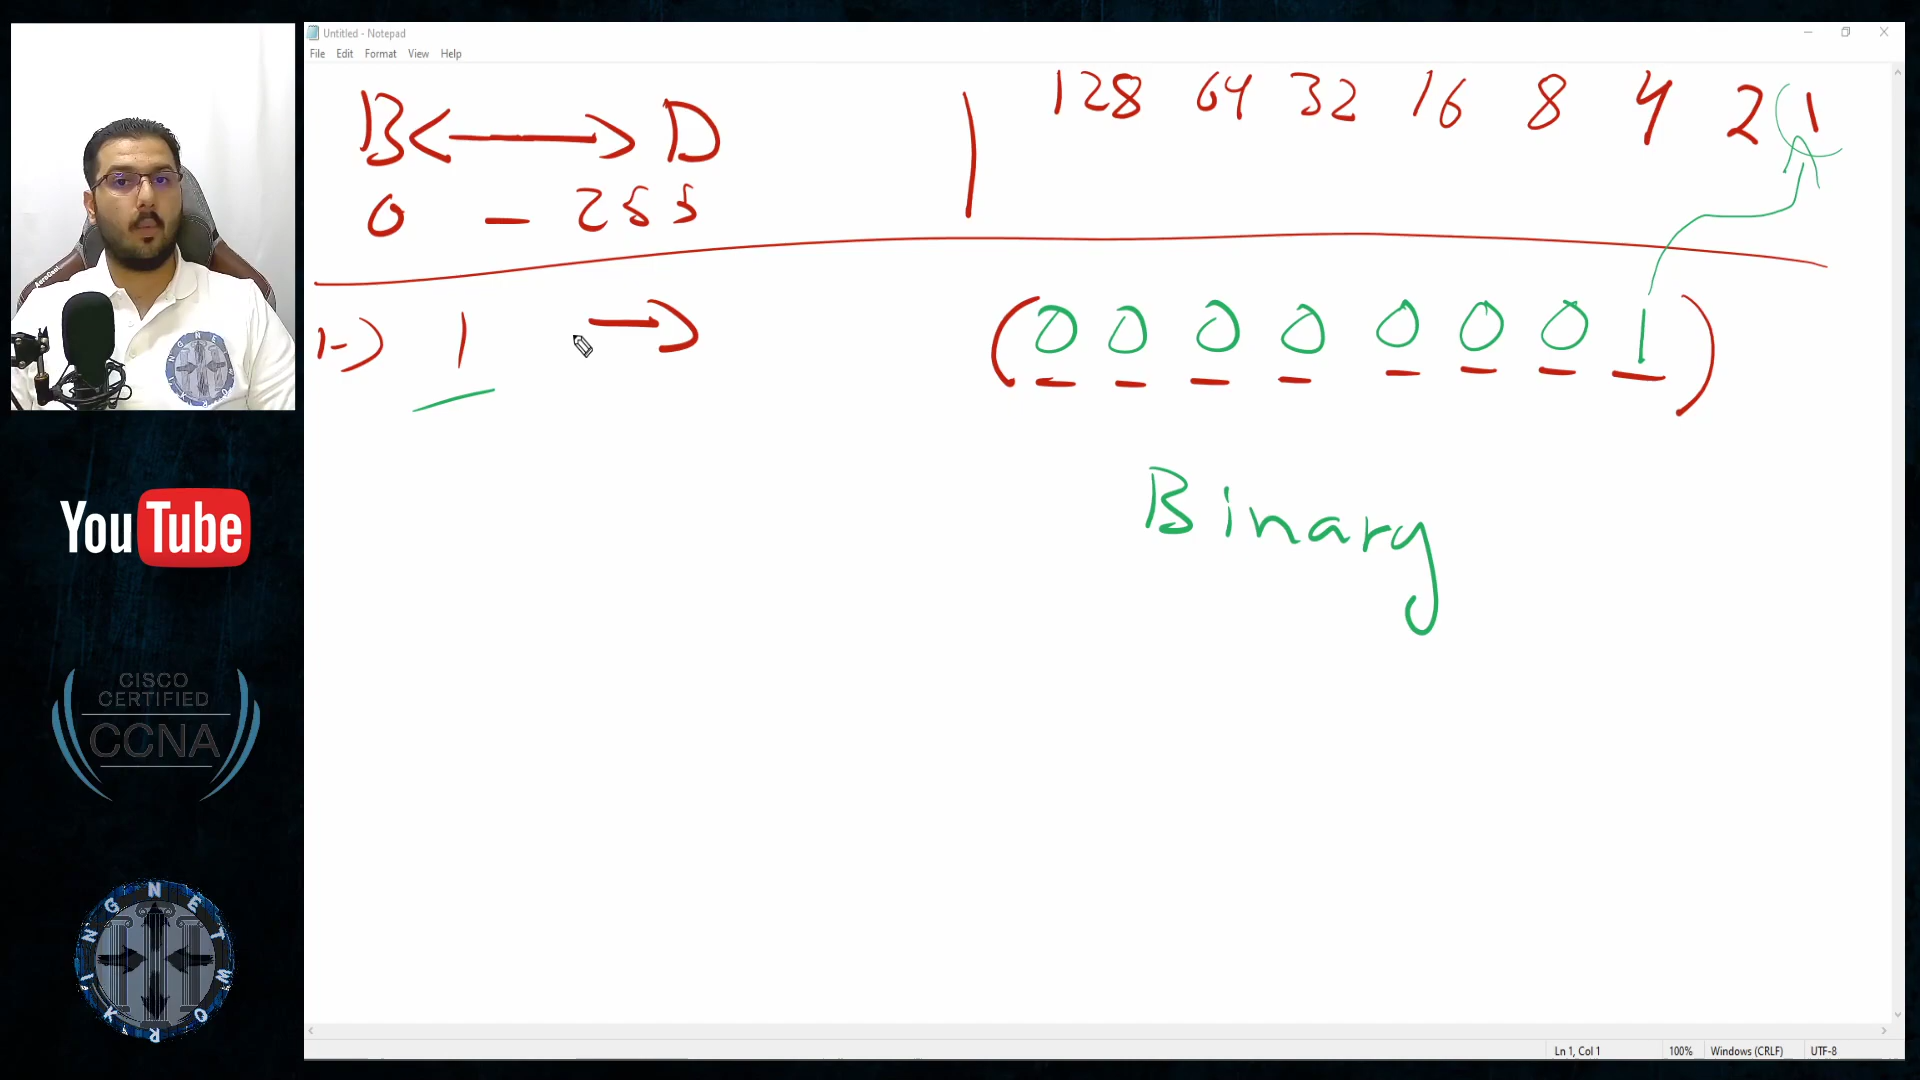 Untitled - Notepad
File Edit Format View Help
B <—> D | 128 64 32 16 8 4 2 1
0 - 255
1-) 1 → (0 0 0 0 0 0 0 1)
Binary
YouTube
CISCO
CERTIFIED
CCNA
NETWORKING
Ln 1, Col 1 100% Windows (CRLF) UTF-8